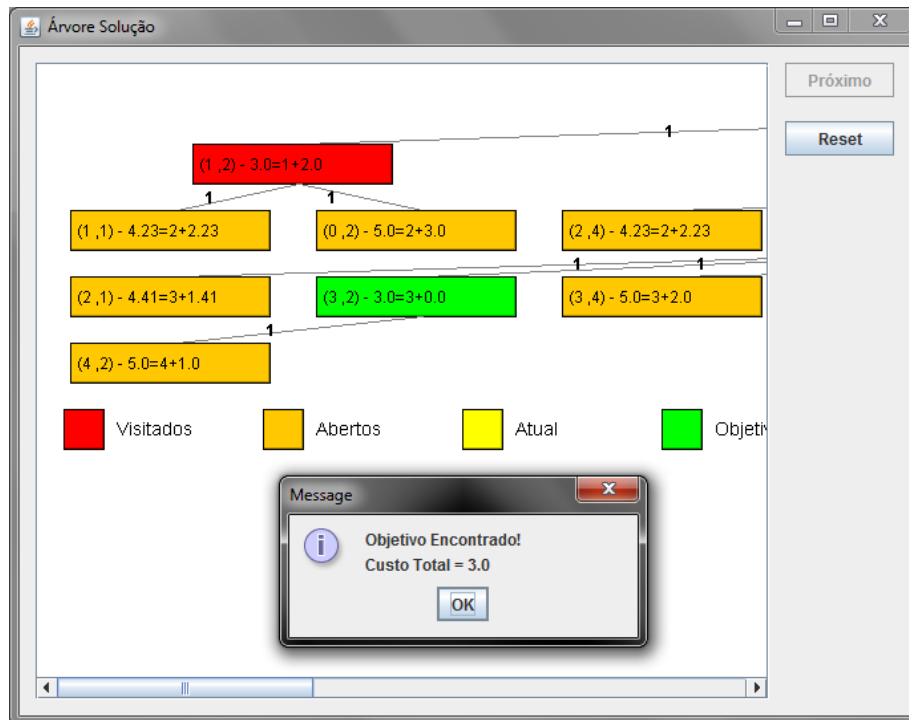 Árvore Solução
Próximo
Reset
1
(1 ,2) - 3.0=1+2.0
1
1
(1 ,1) - 4.23=2+2.23
(0 ,2) - 5.0=2+3.0
(2 ,4) - 4.23=2+2.23
1
1
(2 ,1) - 4.41=3+1.41
(3 ,2) - 3.0=3+0.0
(3 ,4) - 5.0=3+2.0
1
(4 ,2) - 5.0=4+1.0
Visitados
Abertos
Atual
Objeti
Message
Objetivo Encontrado!
Custo Total = 3.0
OK